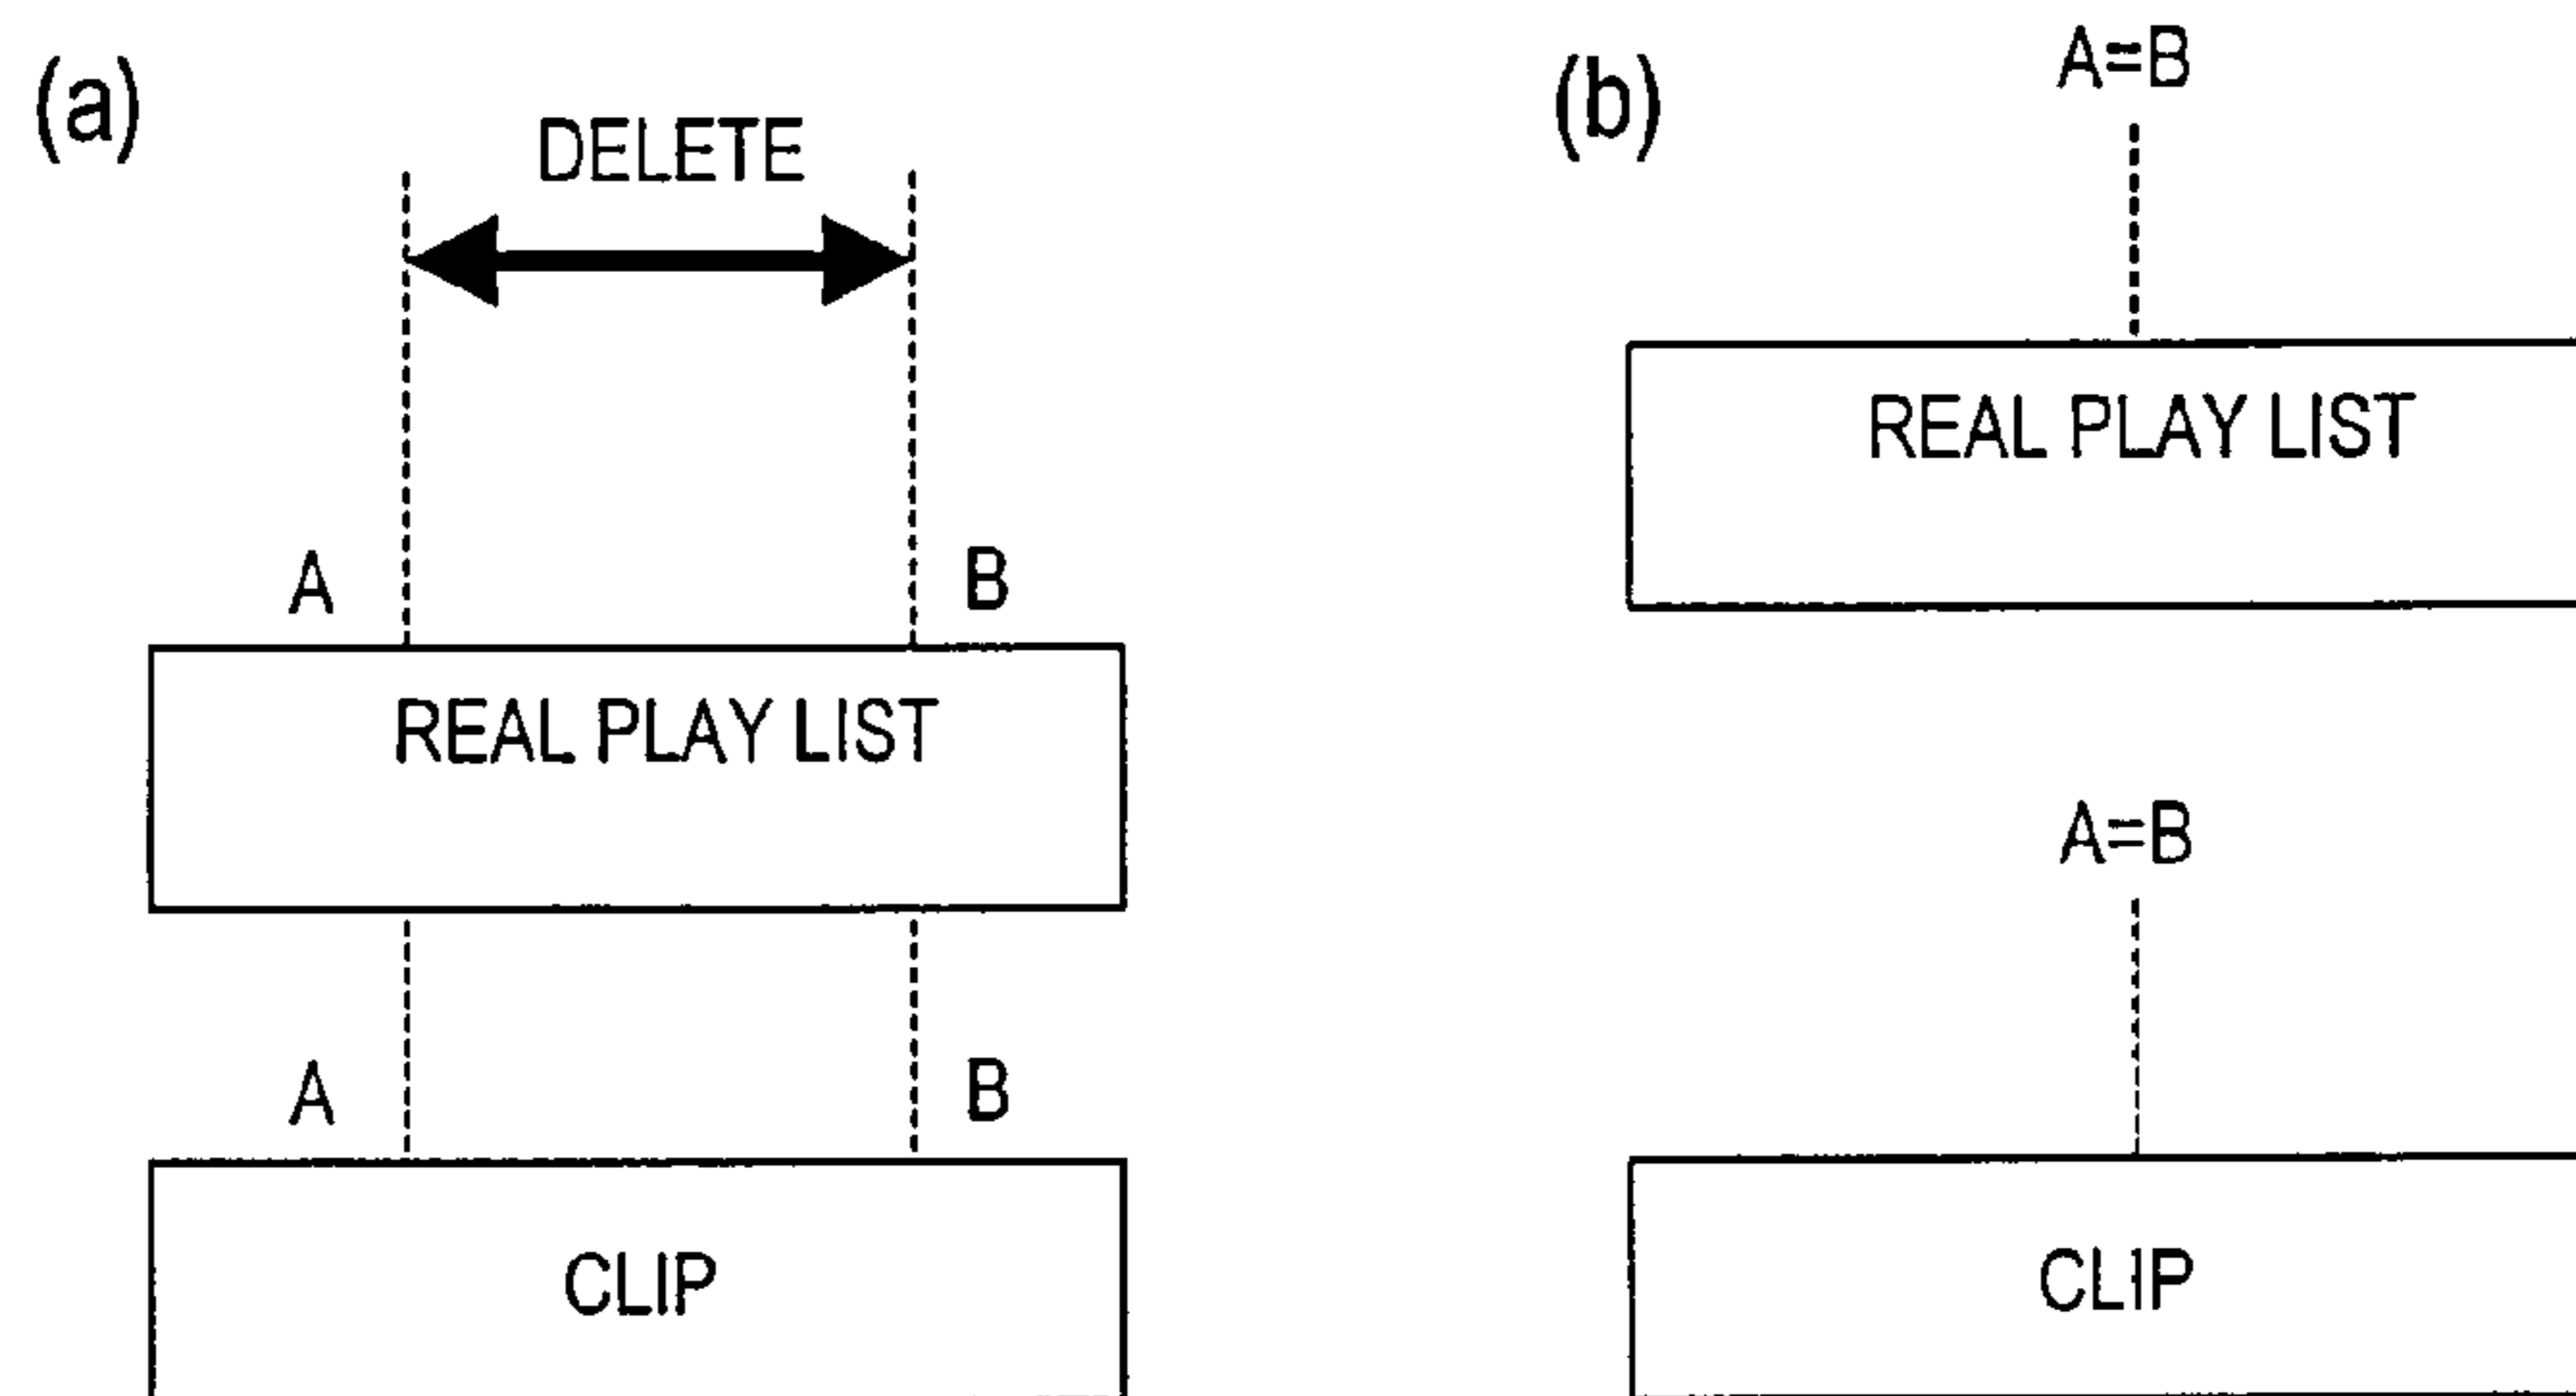 (a)
DELETE
A B
REAL PLAY LIST
A B
CLIP
(b)
A=B
REAL PLAY LIST
A=B
CLIP